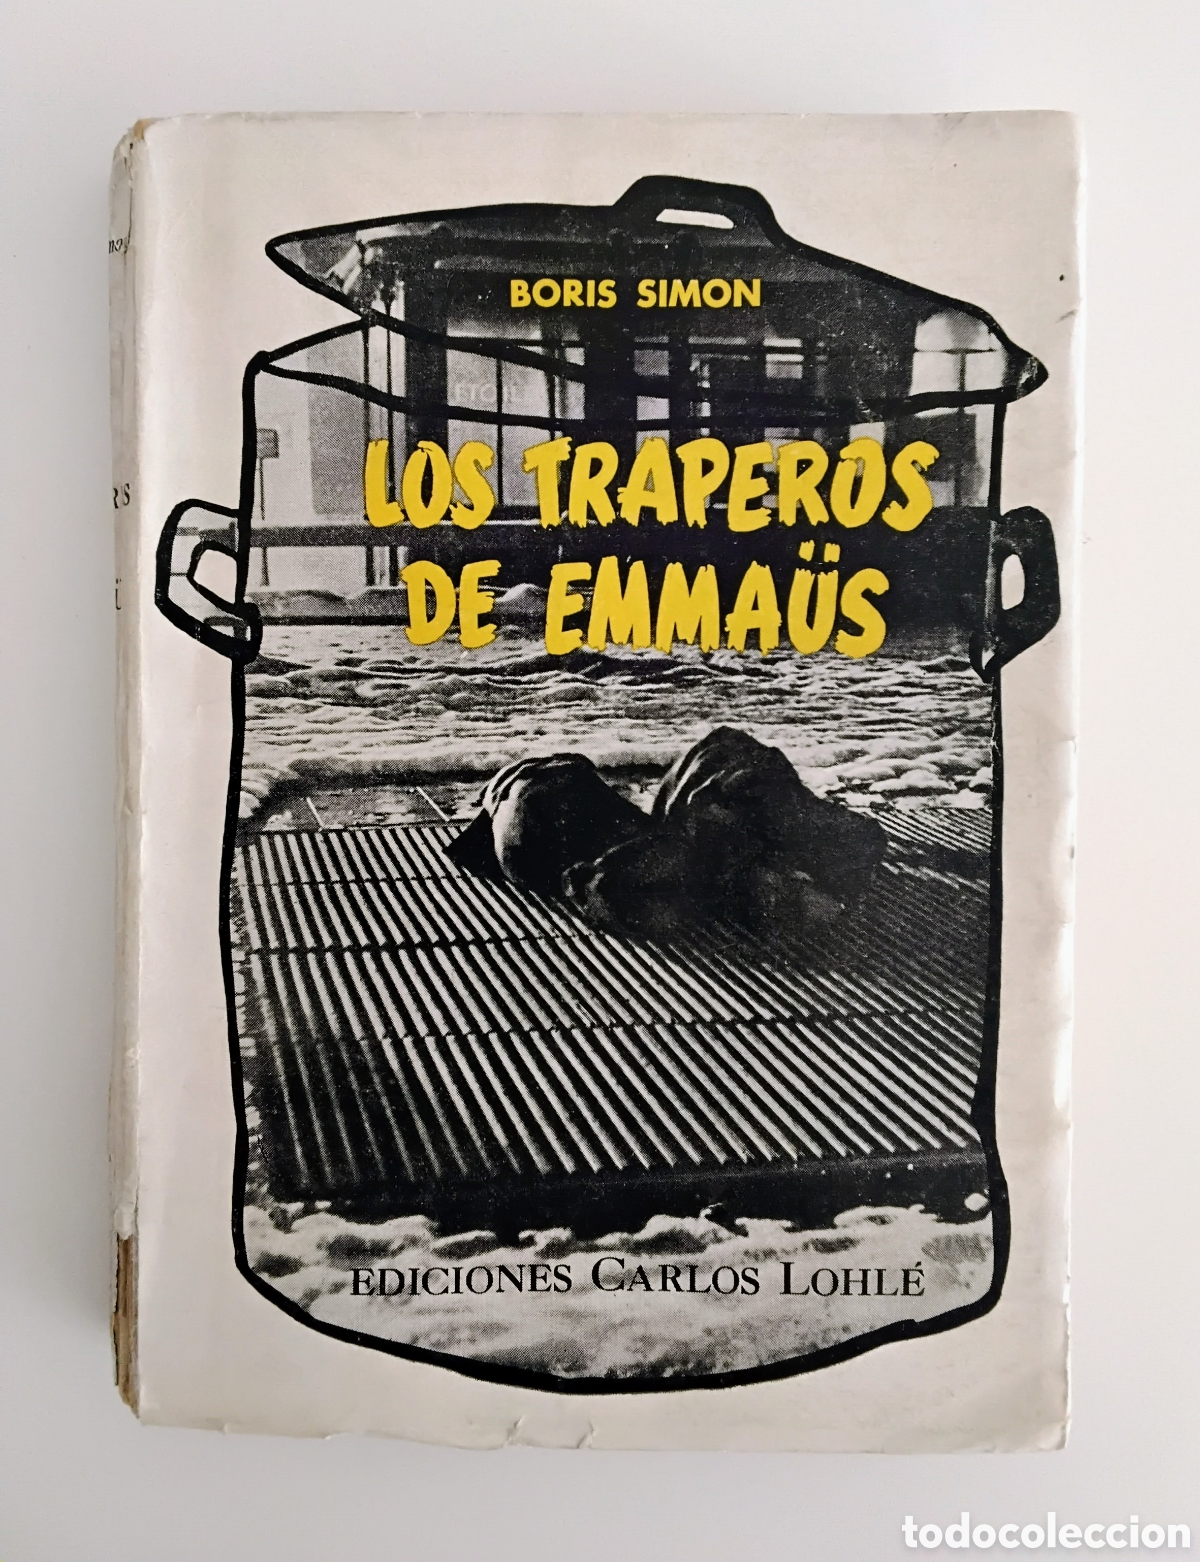 BORIS SIMON
LOS TRAPEROS
DE EMMAÜS
EDICIONES CARLOS LOHLÉ
todocoleccion